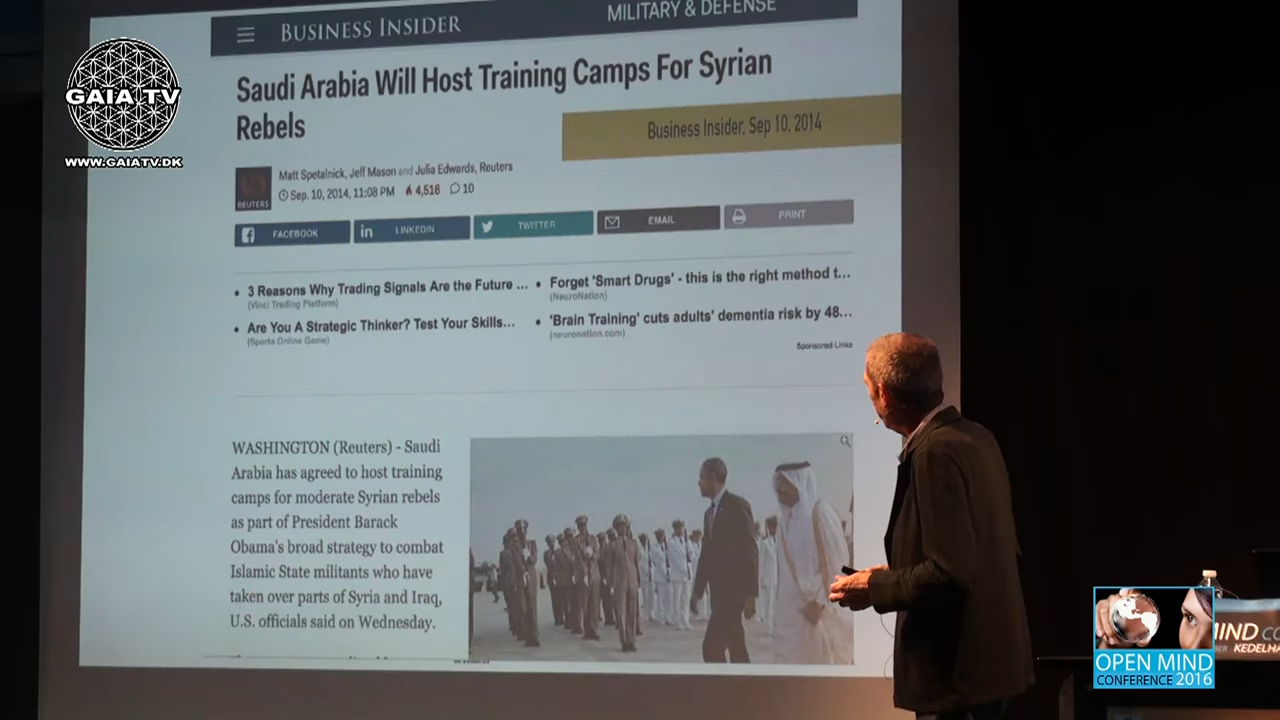 GAIA TV
WWW.GAIATV.DK
BUSINESS INSIDER
MILITARY & DEFENSE
Saudi Arabia Will Host Training Camps For Syrian
Rebels
Business Insider, Sep 10, 2014
REUTERS
Matt Spetalnick, Jeff Mason and Julia Edwards, Reuters
Sep. 10, 2014, 11:08 PM 4,516 10
FACEBOOK
LINKEDIN
TWITTER
EMAIL
PRINT
• 3 Reasons Why Trading Signals Are the Future ...
(Vinci Trading Platform)
• Are You A Strategic Thinker? Test Your Skills...
(Sparta Online Game)
• Forget 'Smart Drugs' - this is the right method t...
(NeuroNation)
• 'Brain Training' cuts adults' dementia risk by 48...
(neuronation.com)
Sponsored Links
WASHINGTON (Reuters) - Saudi
Arabia has agreed to host training
camps for moderate Syrian rebels
as part of President Barack
Obama's broad strategy to combat
Islamic State militants who have
taken over parts of Syria and Iraq,
U.S. officials said on Wednesday.
OPEN MIND
CONFERENCE 2016